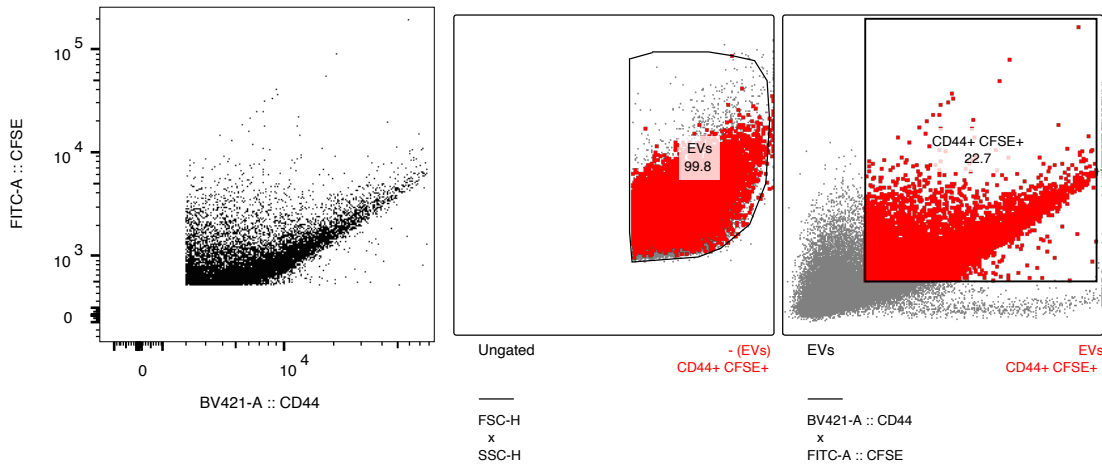 10^5
10^4
10^3
0
FITC-A :: CFSE
0
10^4
BV421-A :: CD44
EVs
99.8
Ungated
- (EVs)
CD44+ CFSE+
FSC-H
x
SSC-H
CD44+ CFSE+
22.7
EVs
EVs
CD44+ CFSE+
BV421-A :: CD44
x
FITC-A :: CFSE